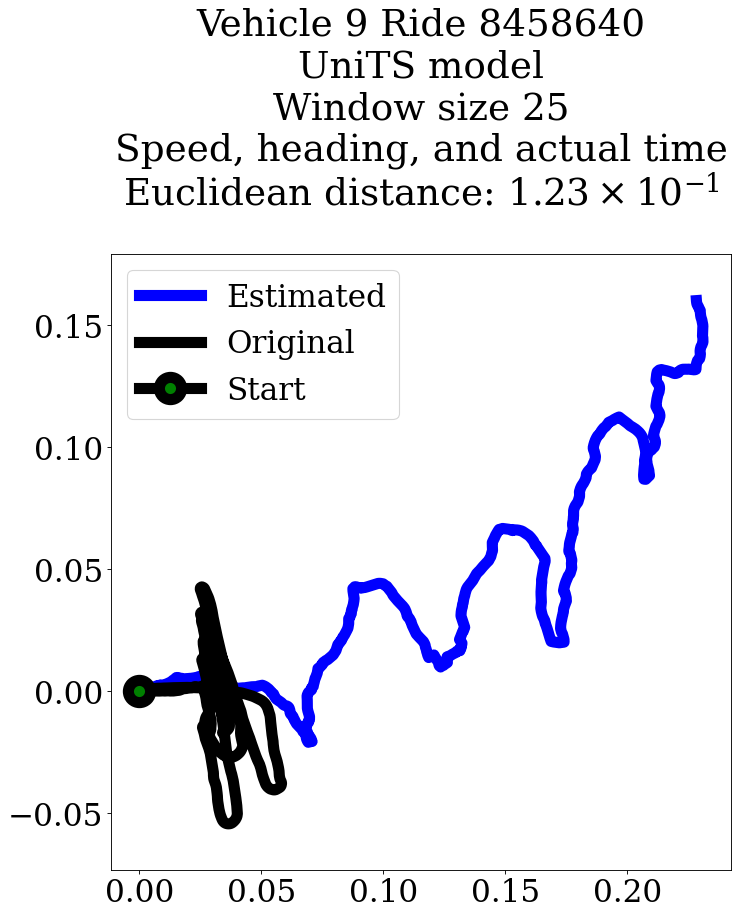 Vehicle 9 Ride 8458640
UniTS model
Window size 25
Speed, heading, and actual time
Euclidean distance: 1.23 × 10⁻¹
Estimated
Original
Start
0.15
0.10
0.05
0.00
−0.05
0.00 0.05 0.10 0.15 0.20